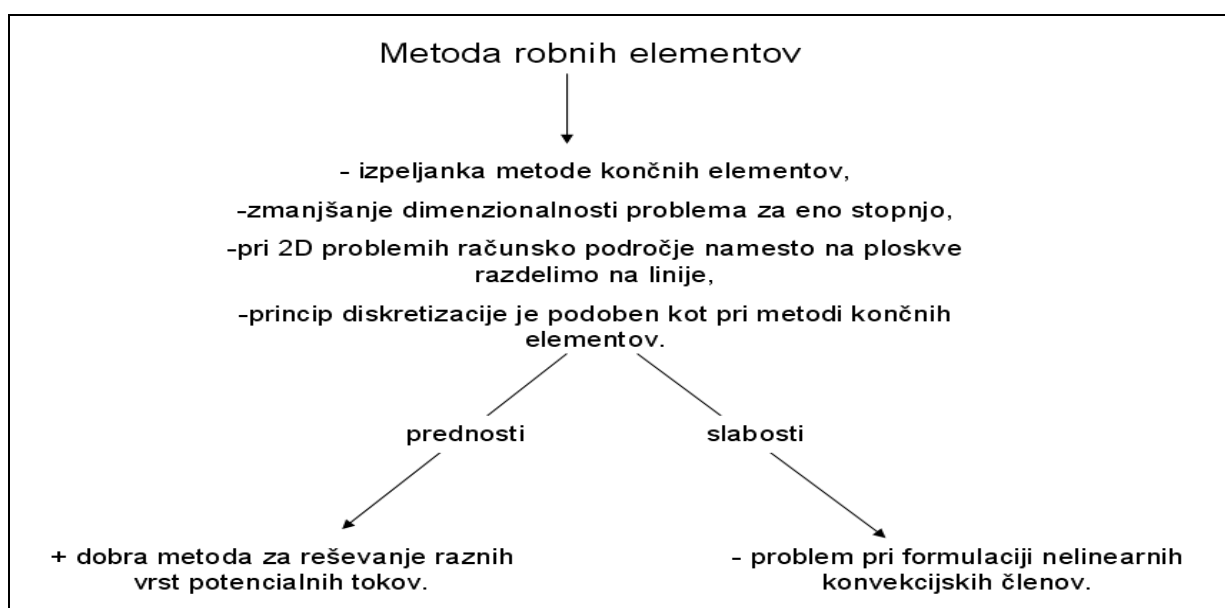 Metoda robnih elementov
- izpeljanka metode končnih elementov,
-zmanjšanje dimenzionalnosti problema za eno stopnjo,
-pri 2D problemih računsko področje namesto na ploskve
razdelimo na linije,
-princip diskretizacije je podoben kot pri metodi končnih
elementov.
prednosti
slabosti
+ dobra metoda za reševanje raznih
vrst potencialnih tokov.
- problem pri formulaciji nelinearnih
konvekcijskih členov.